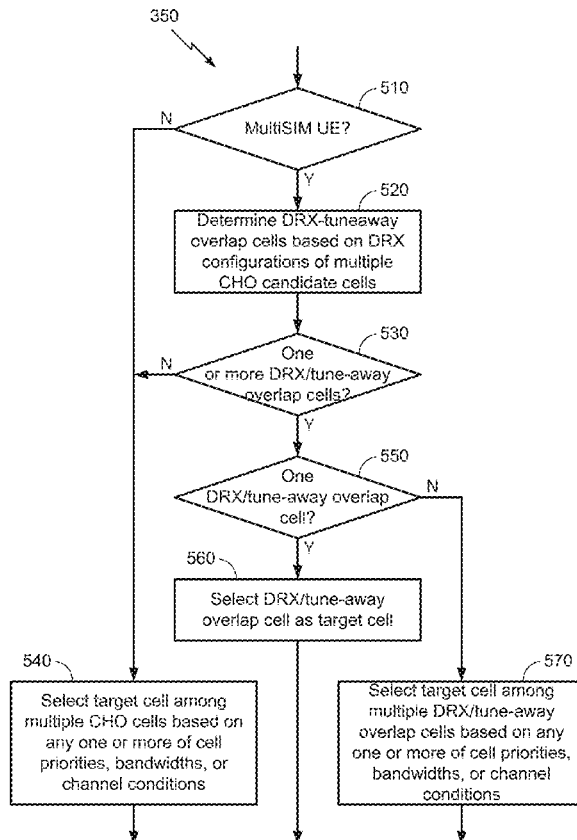 350
510
N
MultiSIM UE?
Y
520
Determine DRX-tuneaway
overlap cells based on DRX
configurations of multiple
CHO candidate cells
530
N
One
or more DRX/tune-away
overlap cells?
Y
550
One
DRX/tune-away overlap
cell?
N
Y
560
Select DRX/tune-away
overlap cell as target cell
540
Select target cell among
multiple CHO cells based on
any one or more of cell
priorities, bandwidths, or
channel conditions
570
Select target cell among
multiple DRX/tune-away
overlap cells based on any
one or more of cell priorities,
bandwidths, or channel
conditions